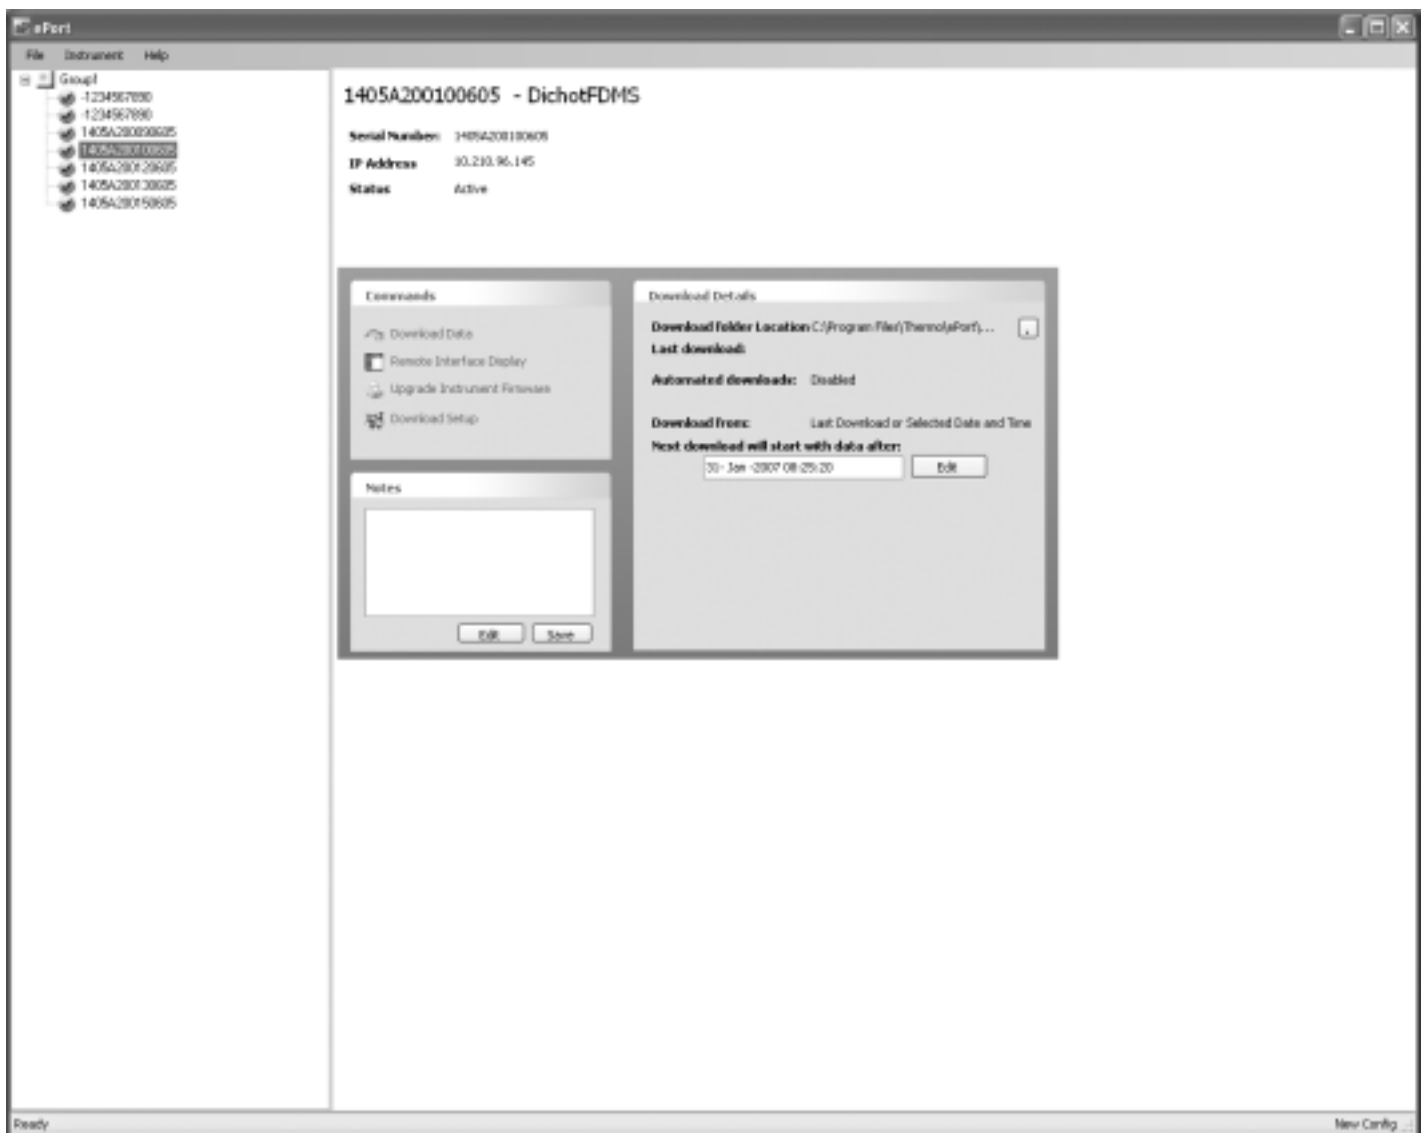 ePort
File Instrument Help
Group1
-1234567890
-1234567890
1405A200090605
1405A200100605
1405A200120605
1405A200130605
1405A200150605
1405A200100605 - DichotFDMS
Serial Number: 1405A200100605
IP Address 10.210.96.145
Status Active
Commands
Download Data
Remote Interface Display
Upgrade Instrument Firmware
Download Setup
Notes
Edit Save
Download Details
Download folder Location C:\Program Files\Thermo\ePort\...
Last download:
Automated downloads: Disabled
Download from: Last Download or Selected Date and Time
Next download will start with data after:
31- Jan -2007 08:25:20 Edit
Ready New Config